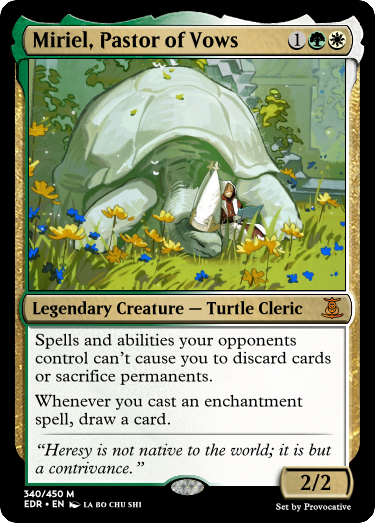 Miriel, Pastor of Vows 1
Legendary Creature — Turtle Cleric
Spells and abilities your opponents
control can't cause you to discard cards
or sacrifice permanents.
Whenever you cast an enchantment
spell, draw a card.
“Heresy is not native to the world; it is but
a contrivance.”
2/2
340/450 M
EDR • EN LA BO CHU SHI
Set by Provocative